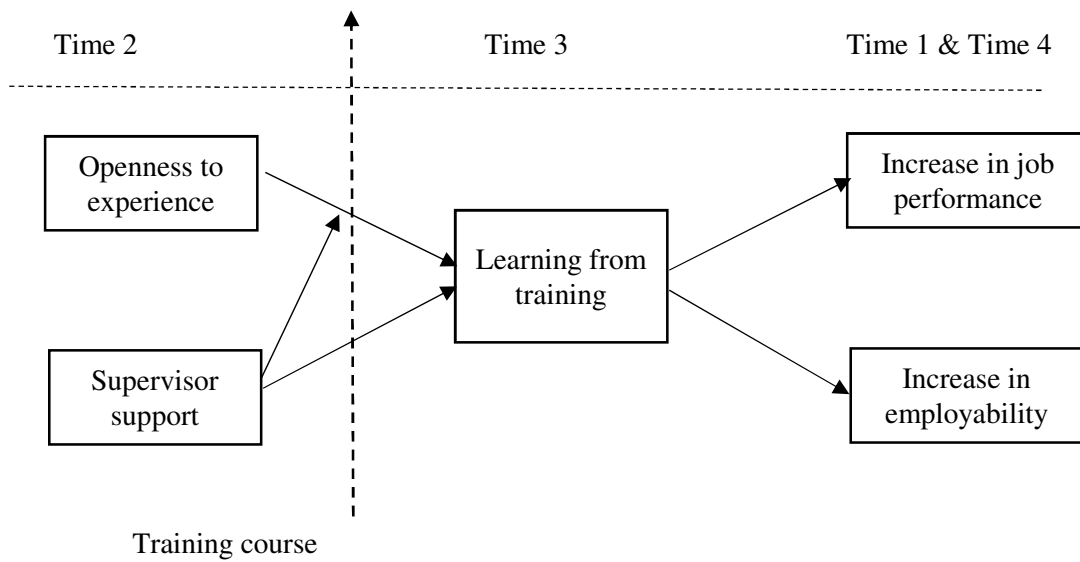 Time 2
Time 3
Time 1 & Time 4
Openness to
experience
Increase in job
performance
Learning from
training
Supervisor
support
Increase in
employability
Training course